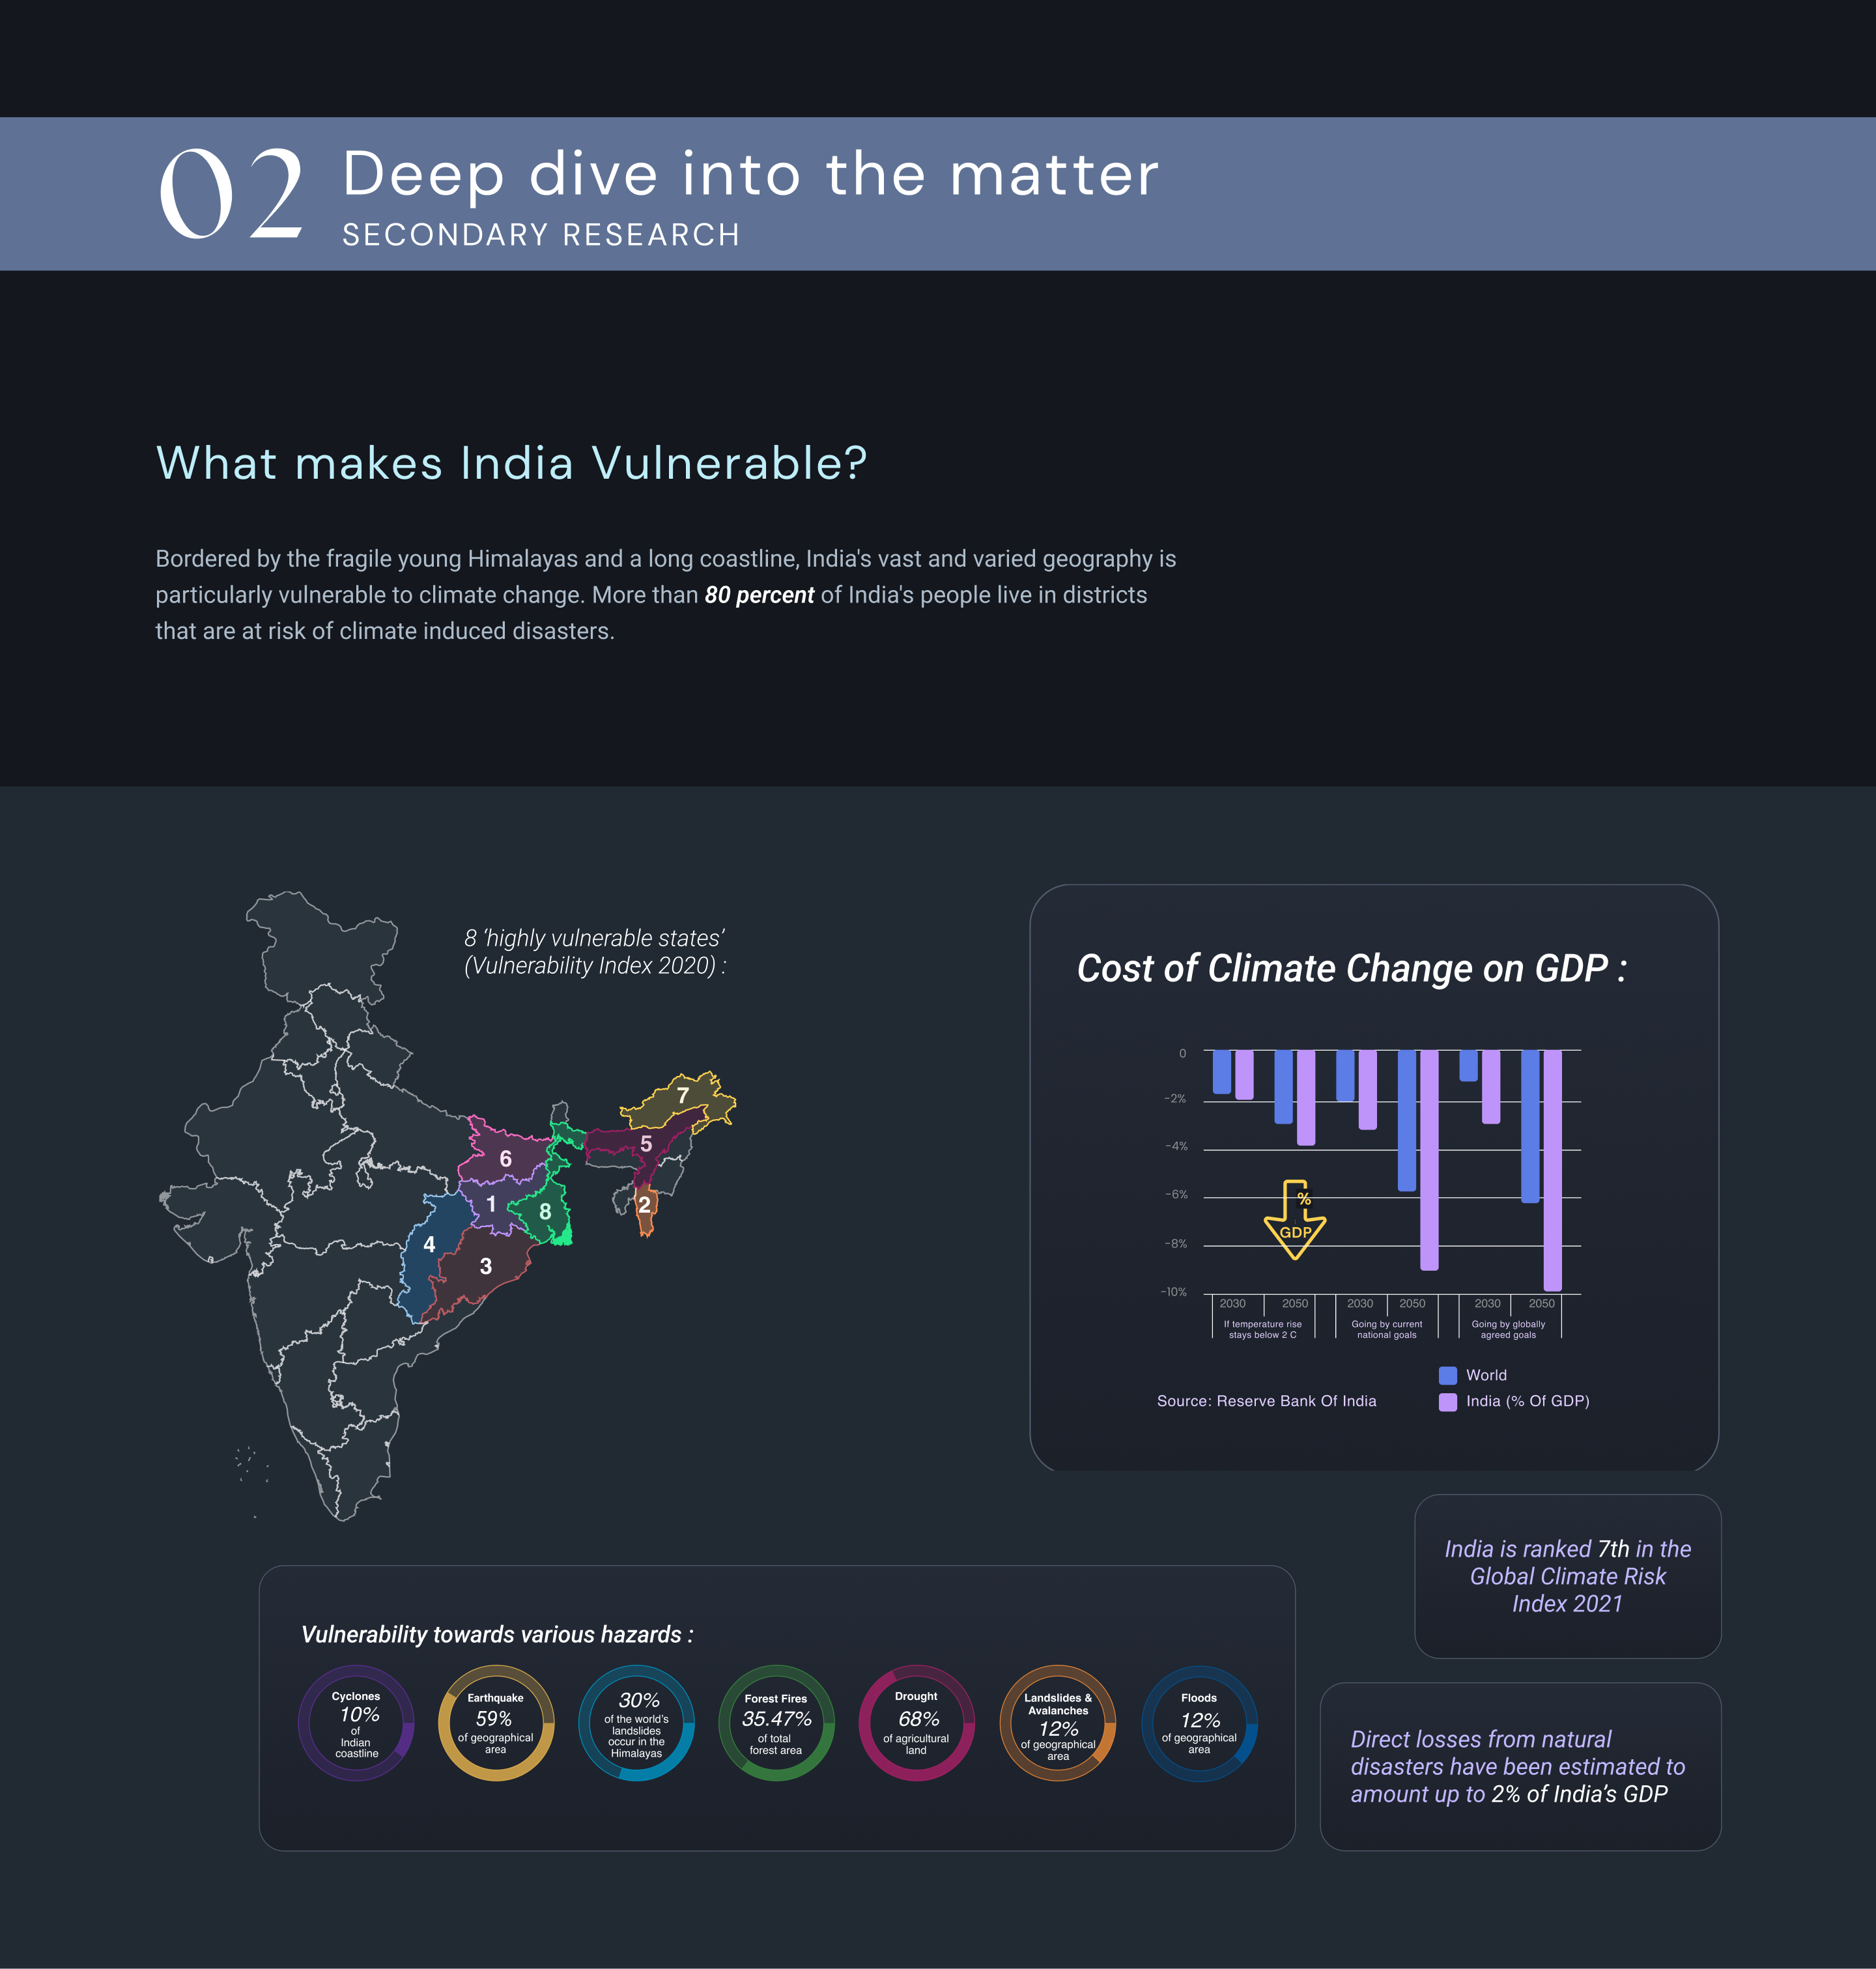 02
Deep dive into the matter
SECONDARY RESEARCH
What makes India Vulnerable?
Bordered by the fragile young Himalayas and a long coastline, India's vast and varied geography is
particularly vulnerable to climate change. More than 80 percent of India's people live in districts
that are at risk of climate induced disasters.
8 ‘highly vulnerable states’
(Vulnerability Index 2020) :
7
5
6
2
1
8
4
3
Cost of Climate Change on GDP :
0
-2%
-4%
-6%
-8%
-10%
%
GDP
2030 2050 2030 2050 2030 2050
If temperature rise
stays below 2 C
Going by current
national goals
Going by globally
agreed goals
World
Source: Reserve Bank Of India
India (% Of GDP)
India is ranked 7th in the
Global Climate Risk
Index 2021
Vulnerability towards various hazards :
Cyclones
10%
of
Indian
coastline
Earthquake
59%
of geographical
area
30%
of the world’s
landslides
occur in the
Himalayas
Forest Fires
35.47%
of total
forest area
Drought
68%
of agricultural
land
Landslides &
Avalanches
12%
of geographical
area
Floods
12%
of geographical
area
Direct losses from natural
disasters have been estimated to
amount up to 2% of India’s GDP